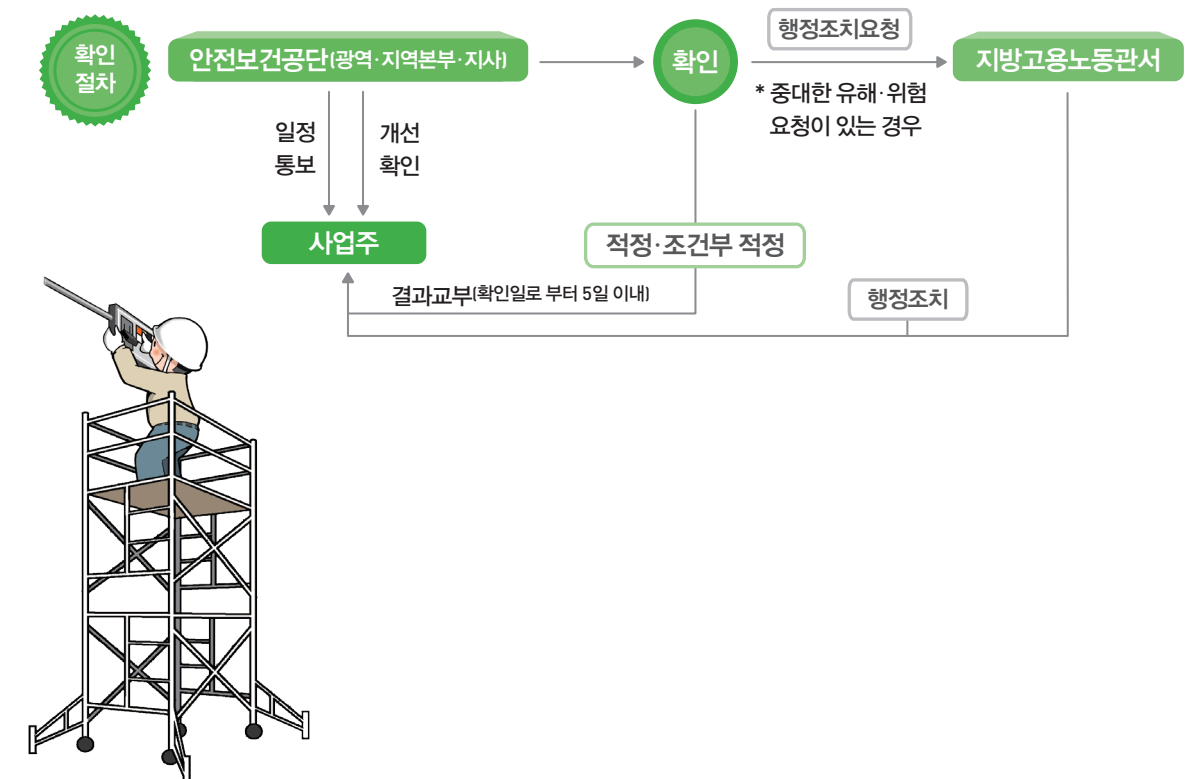 확인
절차
안전보건공단(광역·지역본부·지사)
확인
행정조치요청
* 중대한 유해·위험
요청이 있는 경우
지방고용노동관서
일정
통보
개선
확인
사업주
적정·조건부 적정
결과교부(확인일로 부터 5일 이내)
행정조치